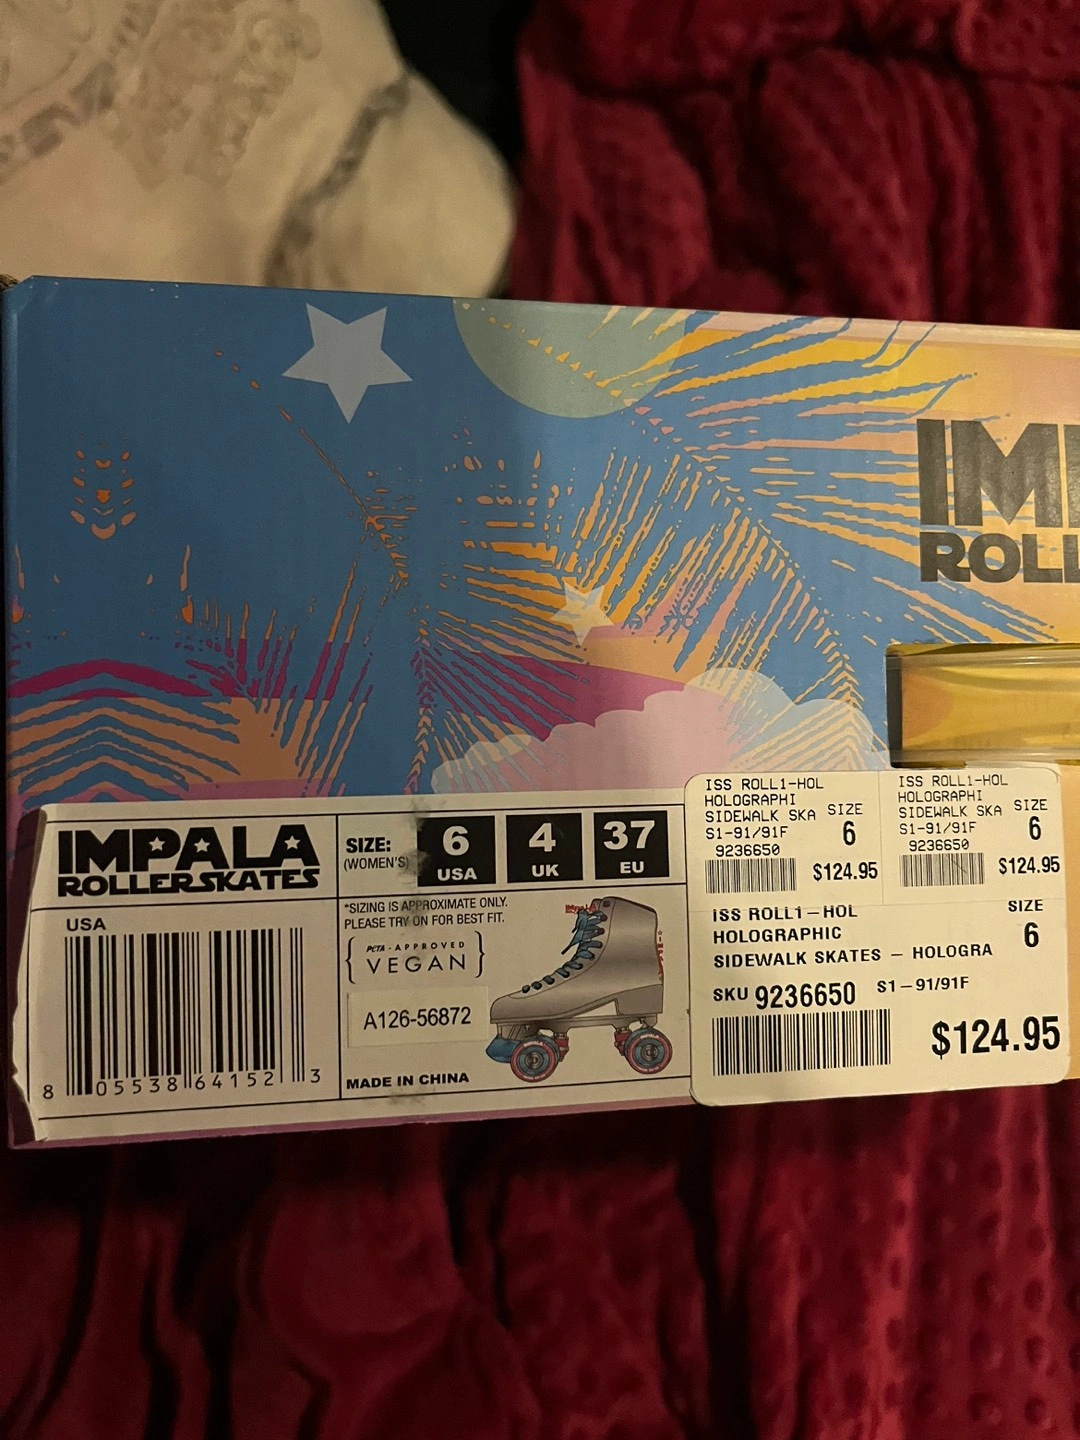 IM
ROLL
IMPALA
ROLLERSKATES
USA
8 05538 64152 3
SIZE:
(WOMEN'S)
6
USA
4
UK
37
EU
*SIZING IS APPROXIMATE ONLY.
PLEASE TRY ON FOR BEST FIT.
PETA-APPROVED
VEGAN
A126-56872
MADE IN CHINA
ISS ROLL1-HOL
HOLOGRAPHI
SIDEWALK SKA SIZE
S1-91/91F 6
9236650
$124.95
ISS ROLL1-HOL
HOLOGRAPHI
SIDEWALK SKA SIZE
S1-91/91F 6
9236650
$124.95
ISS ROLL1-HOL SIZE
HOLOGRAPHIC 6
SIDEWALK SKATES - HOLOGRA
SKU 9236650 S1-91/91F
$124.95